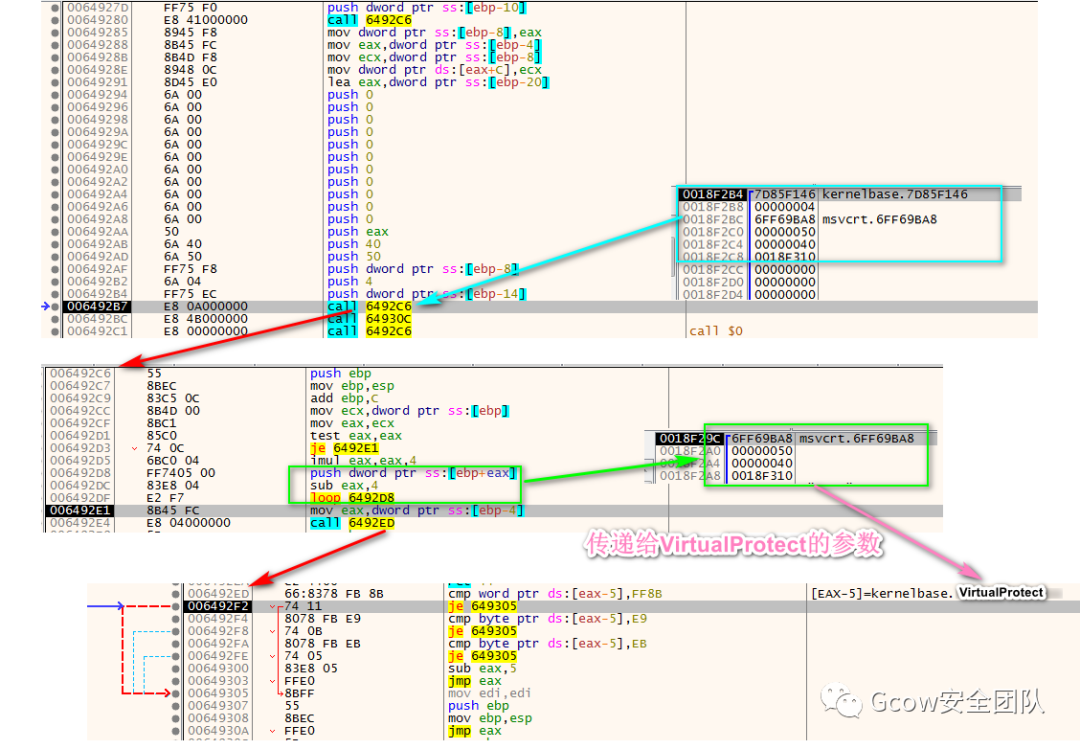 0064927D FF75 F0 push dword ptr ss:[ebp-10]
00649280 E8 41000000 call 6492C6
00649285 8945 F8 mov dword ptr ss:[ebp-8],eax
00649288 8B45 FC mov eax,dword ptr ss:[ebp-4]
0064928B 8B4D F8 mov ecx,dword ptr ss:[ebp-8]
0064928E 8948 0C mov dword ptr ds:[eax+C],ecx
00649291 8D45 E0 lea eax,dword ptr ss:[ebp-20]
00649294 6A 00 push 0
00649296 6A 00 push 0
00649298 6A 00 push 0
0064929A 6A 00 push 0
0064929C 6A 00 push 0
0064929E 6A 00 push 0
006492A0 6A 00 push 0
006492A2 6A 00 push 0
006492A4 6A 00 push 0
006492A6 6A 00 push 0
006492A8 6A 00 push 0
006492AA 50 push eax
006492AB 6A 40 push 40
006492AD 6A 50 push 50
006492AF FF75 F8 push dword ptr ss:[ebp-8]
006492B2 6A 04 push 4
006492B4 FF75 EC push dword ptr ss:[ebp-14]
006492B7 E8 0A000000 call 6492C6
006492BC E8 4B000000 call 64930C
006492C1 E8 00000000 call 6492C6 call $0
0018F2B4 7D85F146 kernelbase.7D85F146
0018F2B8 00000004
0018F2BC 6FF69BA8 msvcrt.6FF69BA8
0018F2C0 00000050
0018F2C4 00000040
0018F2C8 0018F310
0018F2CC 00000000
0018F2D0 00000000
0018F2D4 00000000
006492C6 55 push ebp
006492C7 8BEC mov ebp,esp
006492C9 83C5 0C add ebp,C
006492CC 8B4D 00 mov ecx,dword ptr ss:[ebp]
006492CF 8BC1 mov eax,ecx
006492D1 85C0 test eax,eax
006492D3 74 0C je 6492E1
006492D5 6BC0 04 imul eax,eax,4
006492D8 FF7405 00 push dword ptr ss:[ebp+eax]
006492DC 83E8 04 sub eax,4
006492DF E2 F7 loop 6492D8
006492E1 8B45 FC mov eax,dword ptr ss:[ebp-4]
006492E4 E8 04000000 call 6492ED
0018F29C 6FF69BA8 msvcrt.6FF69BA8
0018F2A0 00000050
0018F2A4 00000040
0018F2A8 0018F310
传递给VirtualProtect的参数
006492ED 66:8378 FB 8B cmp word ptr ds:[eax-5],FF8B [EAX-5]=kernelbase.VirtualProtect
006492F2 74 11 je 649305
006492F4 8078 FB E9 cmp byte ptr ds:[eax-5],E9
006492F8 74 0B je 649305
006492FA 8078 FB EB cmp byte ptr ds:[eax-5],EB
006492FE 74 05 je 649305
00649300 83E8 05 sub eax,5
00649303 FFE0 jmp eax
00649305 8BFF mov edi,edi
00649307 55 push ebp
00649308 8BEC mov ebp,esp
0064930A FFE0 jmp eax
Gcow安全团队